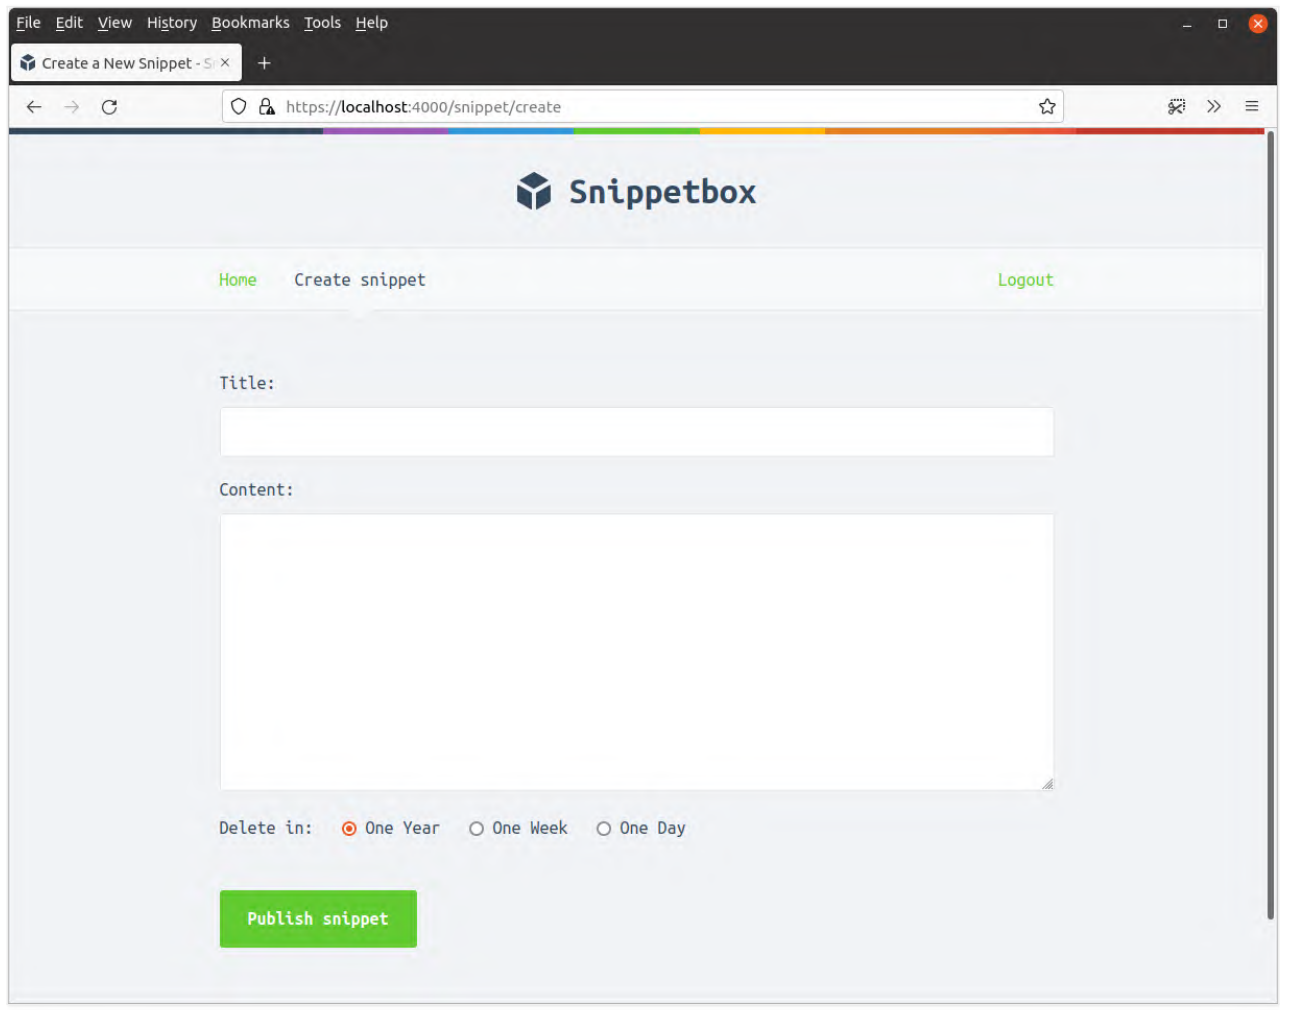 File Edit View History Bookmarks Tools Help
Create a New Snippet - S
https://localhost:4000/snippet/create
Snippetbox
Home Create snippet Logout
Title:
Content:
Delete in: One Year One Week One Day
Publish snippet